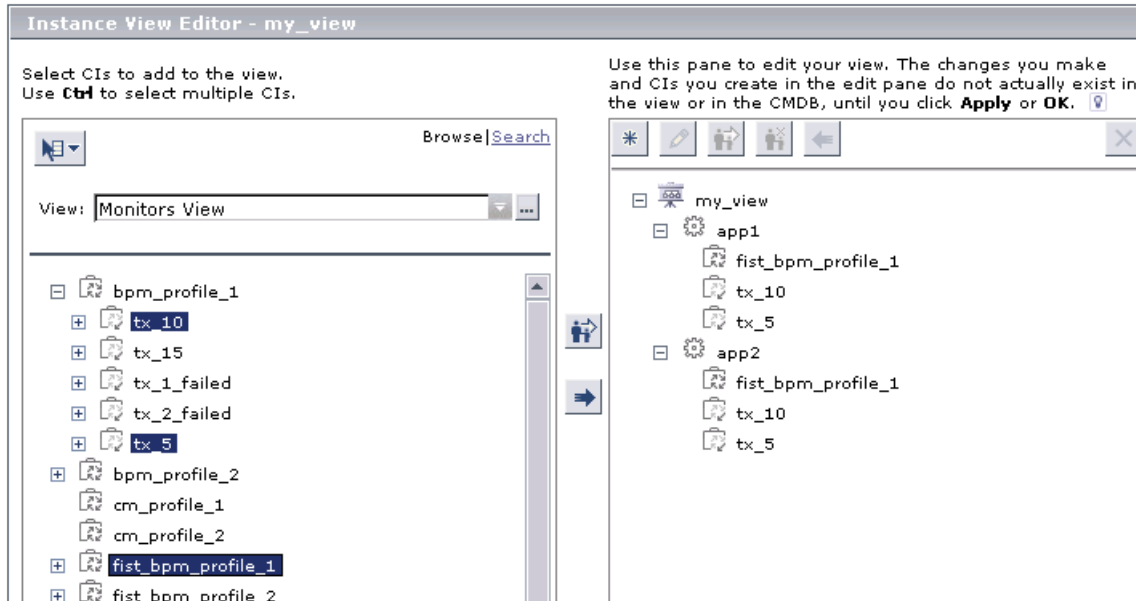 Instance View Editor - my_view
Select CIs to add to the view.
Use Ctrl to select multiple CIs.
Browse|Search
View: Monitors View
...
bpm_profile_1
tx_10
tx_15
tx_1_failed
tx_2_failed
tx_5
bpm_profile_2
cm_profile_1
cm_profile_2
fist_bpm_profile_1
fist_bpm_profile_2
Use this pane to edit your view. The changes you make
and CIs you create in the edit pane do not actually exist in
the view or in the CMDB, until you click Apply or OK.
my_view
app1
fist_bpm_profile_1
tx_10
tx_5
app2
fist_bpm_profile_1
tx_10
tx_5